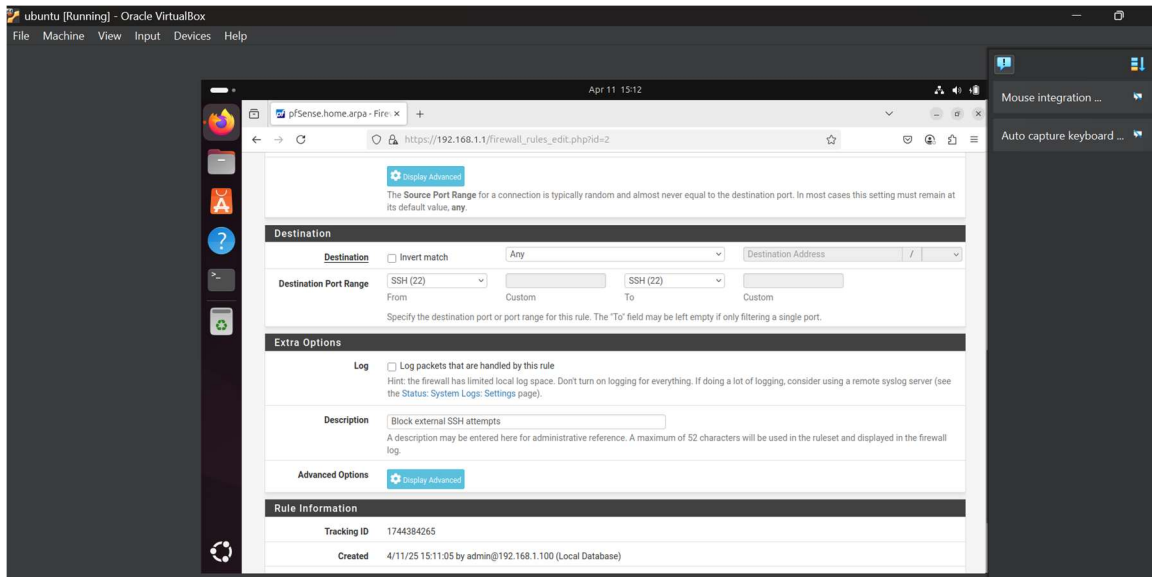 ubuntu [Running] - Oracle VirtualBox
File Machine View Input Devices Help
Apr 11 15:12
Mouse integration ...
Auto capture keyboard ...
pfSense.home.arpa - Fire
https://192.168.1.1/firewall_rules_edit.php?id=2
Display Advanced
The Source Port Range for a connection is typically random and almost never equal to the destination port. In most cases this setting must remain at
its default value, any.
Destination
Destination Invert match Any Destination Address /
Destination Port Range SSH (22) SSH (22)
From Custom To Custom
Specify the destination port or port range for this rule. The "To" field may be left empty if only filtering a single port.
Extra Options
Log Log packets that are handled by this rule
Hint: the firewall has limited local log space. Don't turn on logging for everything. If doing a lot of logging, consider using a remote syslog server (see
the Status: System Logs: Settings page).
Description Block external SSH attempts
A description may be entered here for administrative reference. A maximum of 52 characters will be used in the ruleset and displayed in the firewall
log.
Advanced Options Display Advanced
Rule Information
Tracking ID 1744384265
Created 4/11/25 15:11:05 by admin@192.168.1.100 (Local Database)